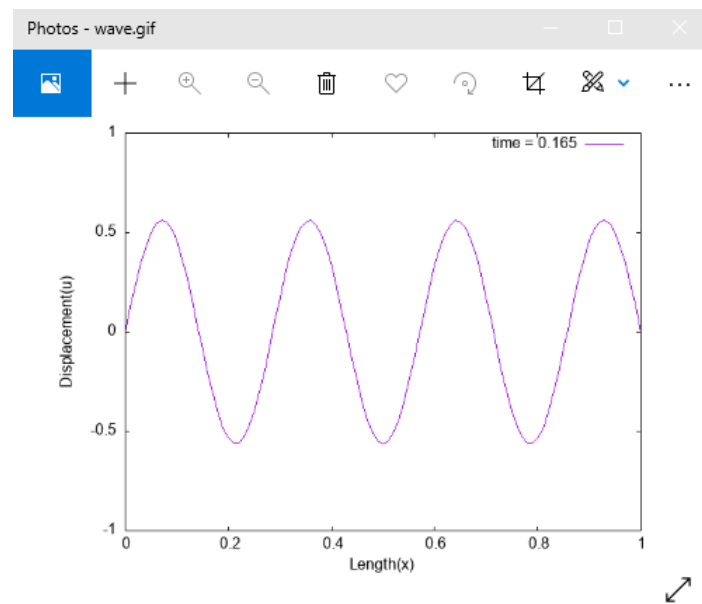 Photos - wave.gif
time = 0.165
1
0.5
0
-0.5
-1
Displacement(u)
0 0.2 0.4 0.6 0.8 1
Length(x)